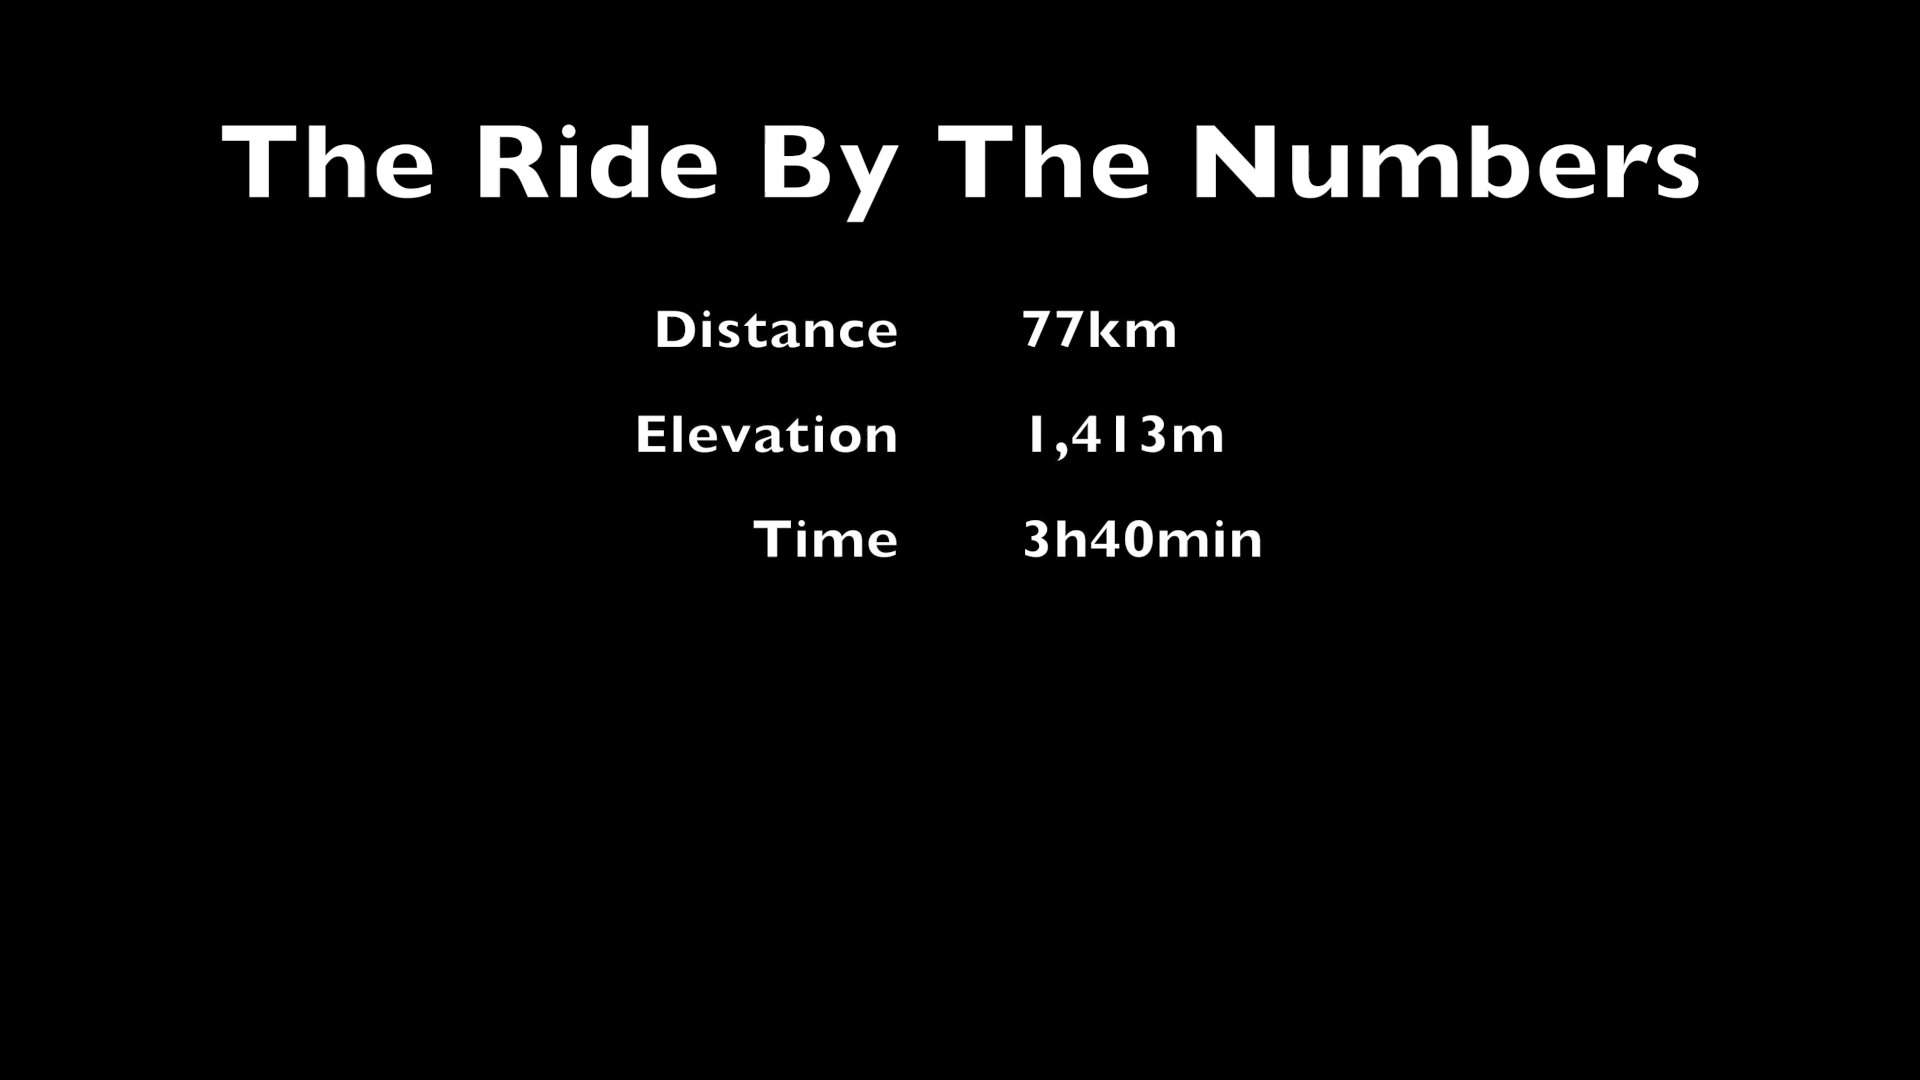 The Ride By The Numbers
Distance 77km
Elevation 1,413m
Time 3h40min